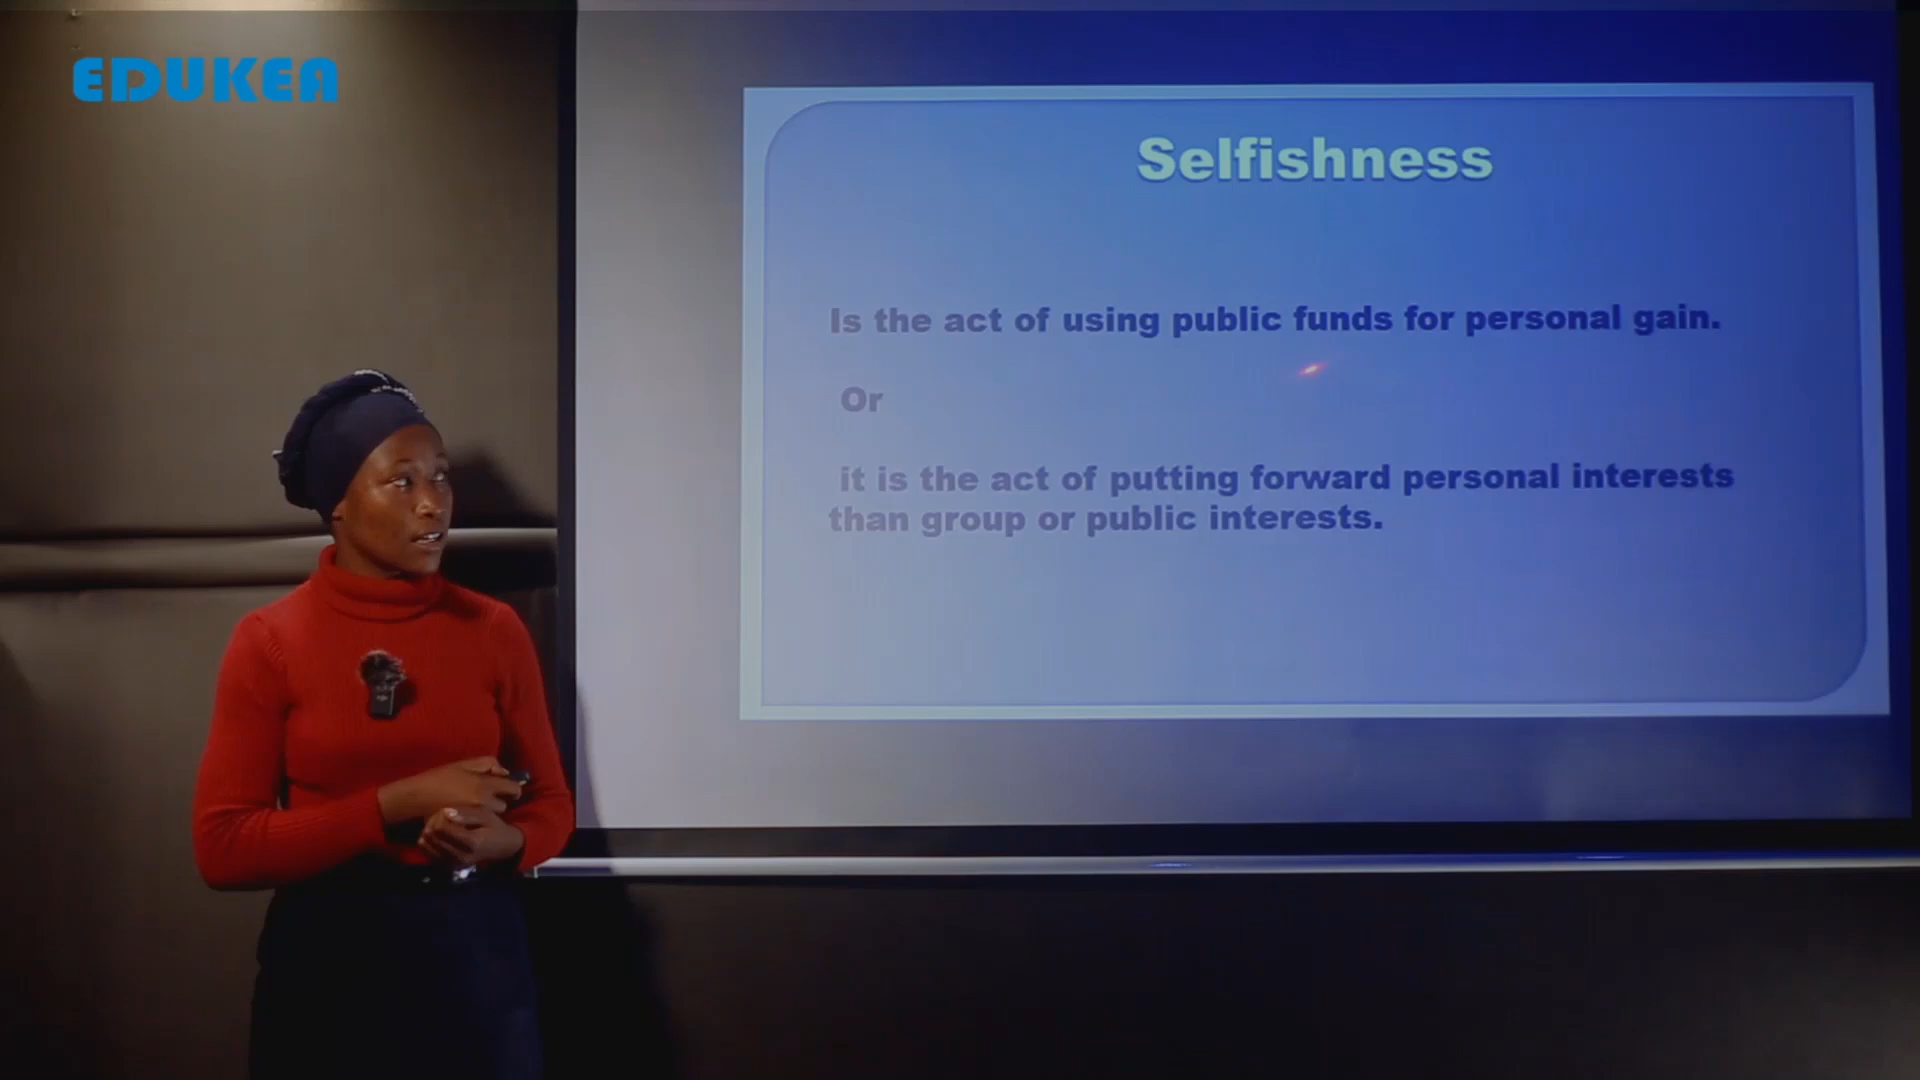 EDUKEA
Selfishness
Is the act of using public funds for personal gain.
Or
it is the act of putting forward personal interests
than group or public interests.